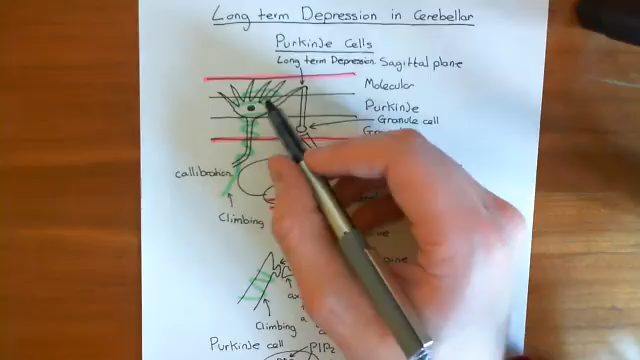 Long term Depression in Cerebellar
Purkinje Cells
Long term Depression. Sagittal plane
Molecular
Purkinje
Granule cell
callibration
Climbing
Climbing
Purkinje cell
PIP2